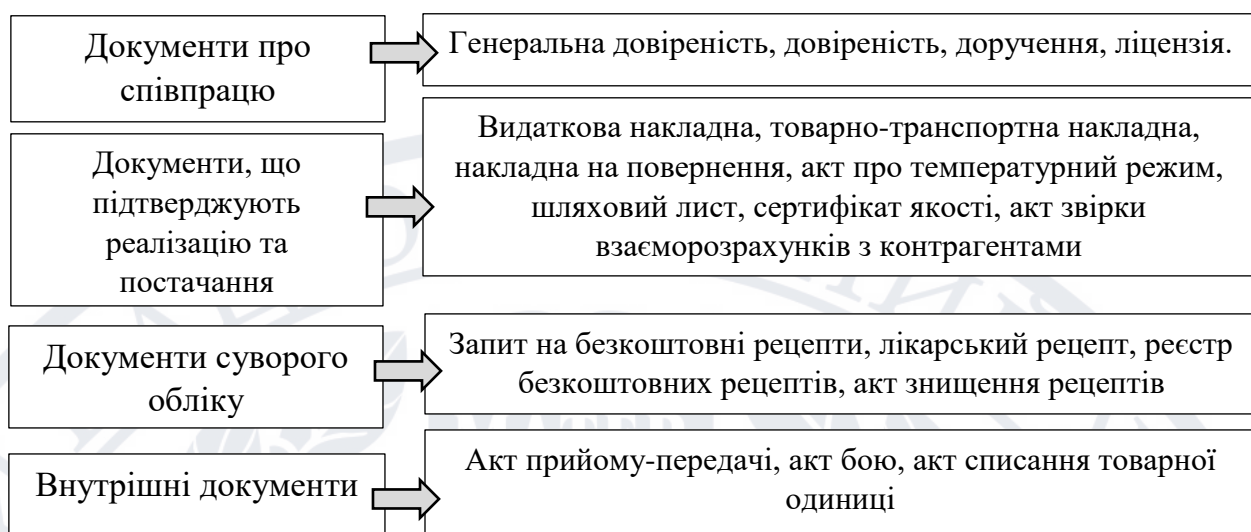 Документи про
співпрацю
Генеральна довіреність, довіреність, доручення, ліцензія.
Документи, що
підтверджують
реалізацію та
постачання
Видаткова накладна, товарно-транспортна накладна,
накладна на повернення, акт про температурний режим,
шляховий лист, сертифікат якості, акт звірки
взаєморозрахунків з контрагентами
Документи суворого
обліку
Запит на безкоштовні рецепти, лікарський рецепт, реєстр
безкоштовних рецептів, акт знищення рецептів
Внутрішні документи
Акт прийому-передачі, акт бою, акт списання товарної
одиниці